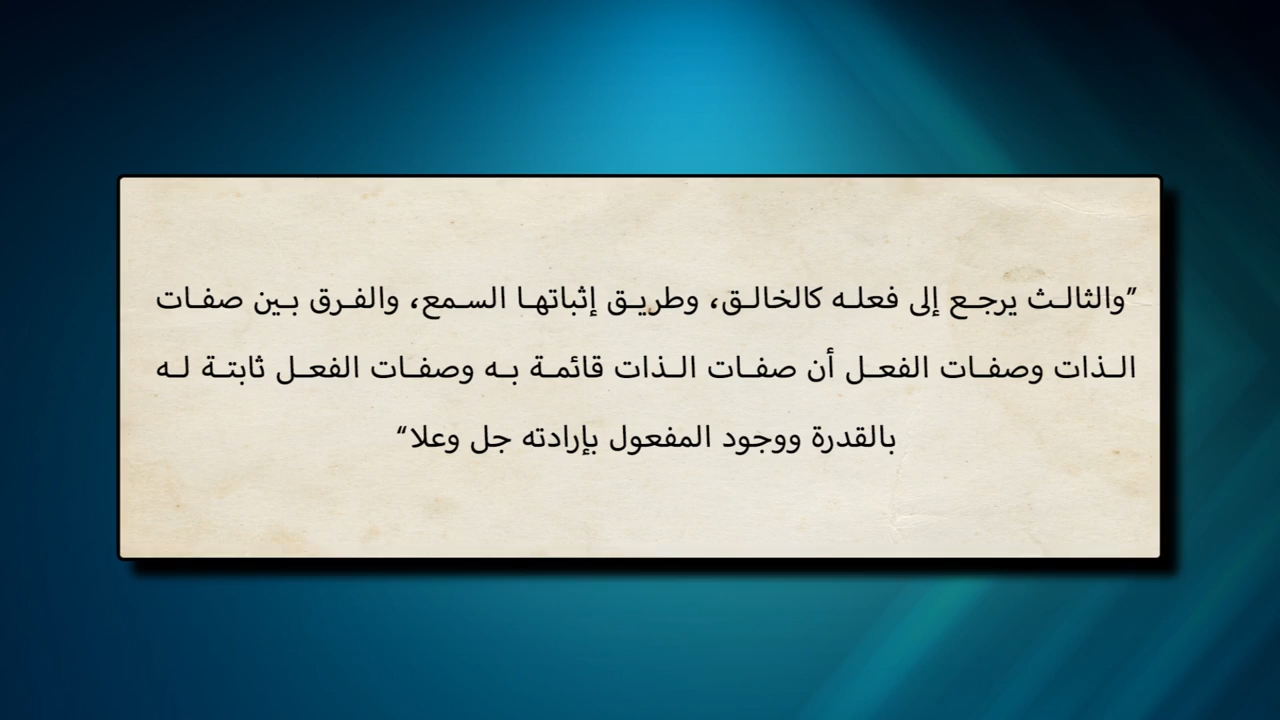 ”والثالث يرجع إلى فعله كالخالق، وطريق إثباتها السمع، والفرق بين صفات
الذات وصفات الفعل أن صفات الذات قائمة به وصفات الفعل ثابتة له
بالقدرة ووجود المفعول بإرادته جل وعلا“